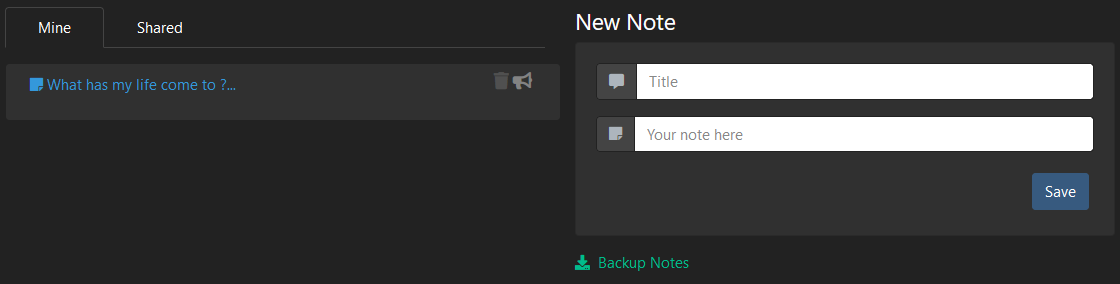 Mine
Shared
What has my life come to ?...
New Note
Title
Your note here
Save
Backup Notes